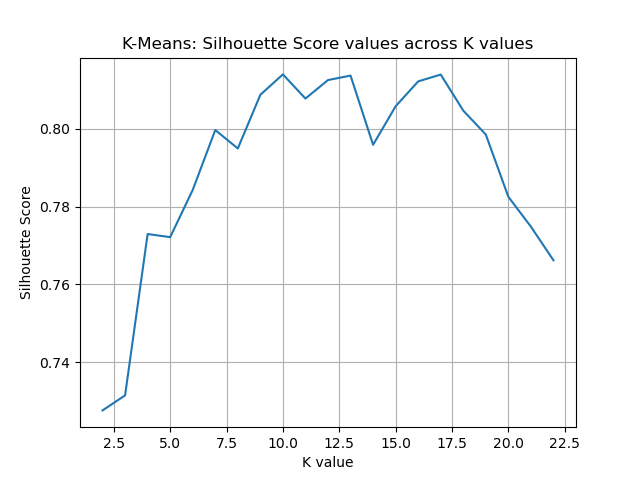 K-Means: Silhouette Score values across K values
0.80
0.78
0.76
0.74
Silhouette Score
2.5 5.0 7.5 10.0 12.5 15.0 17.5 20.0 22.5
K value